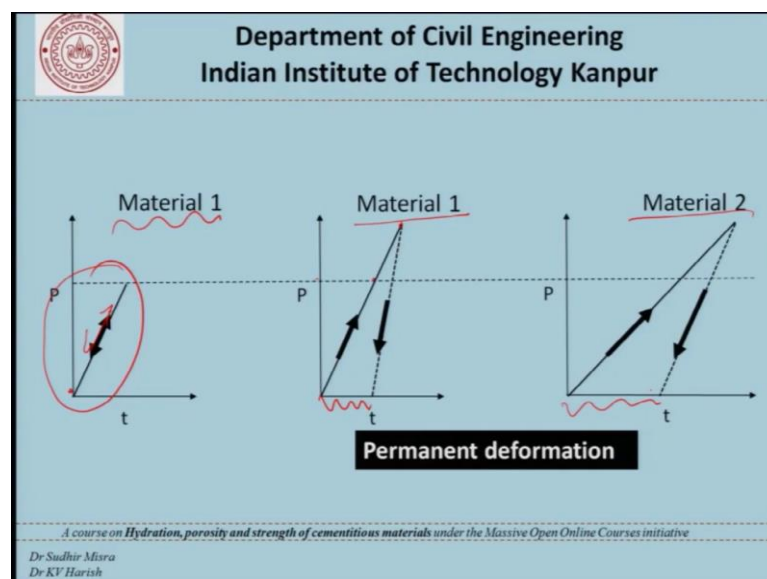 Department of Civil Engineering
Indian Institute of Technology Kanpur
Material 1
Material 1
Material 2
P
P
P
t
t
t
Permanent deformation
A course on Hydration, porosity and strength of cementitious materials under the Massive Open Online Courses initiative
Dr Sudhir Misra
Dr KV Harish